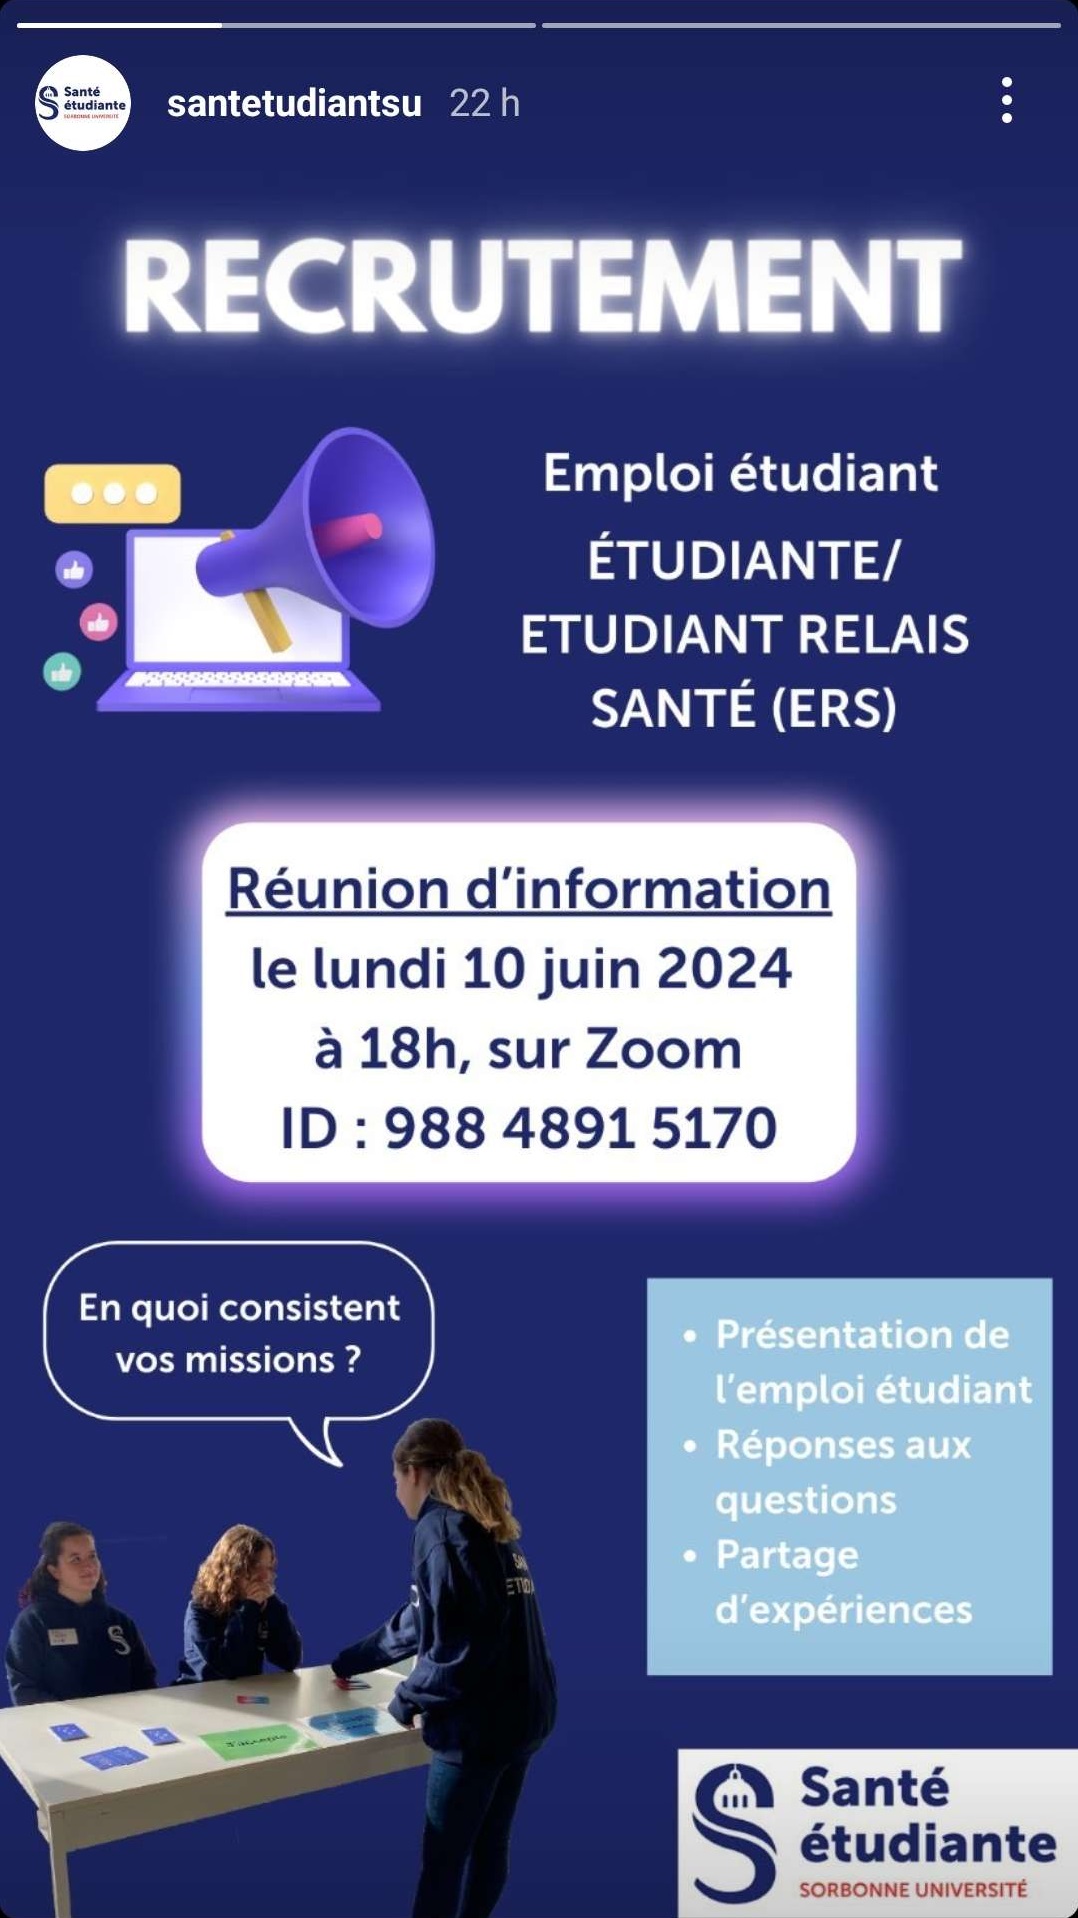 Santé
étudiante
SORBONNE UNIVERSITÉ
santetudiantsu 22 h
RECRUTEMENT
Emploi étudiant
ÉTUDIANTE/
ETUDIANT RELAIS
SANTÉ (ERS)
Réunion d’information
le lundi 10 juin 2024
à 18h, sur Zoom
ID : 988 4891 5170
En quoi consistent
vos missions ?
• Présentation de
l’emploi étudiant
• Réponses aux
questions
• Partage
d’expériences
J'accepte
Santé
étudiante
SORBONNE UNIVERSITÉ